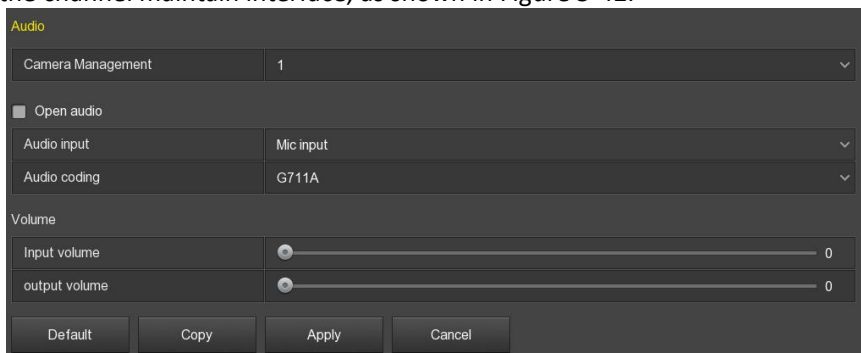 the channel maintain interface, as shown in Figure 3-42.
Audio
Camera Management 1
Open audio
Audio input Mic input
Audio coding G711A
Volume
Input volume 0
output volume 0
Default Copy Apply Cancel